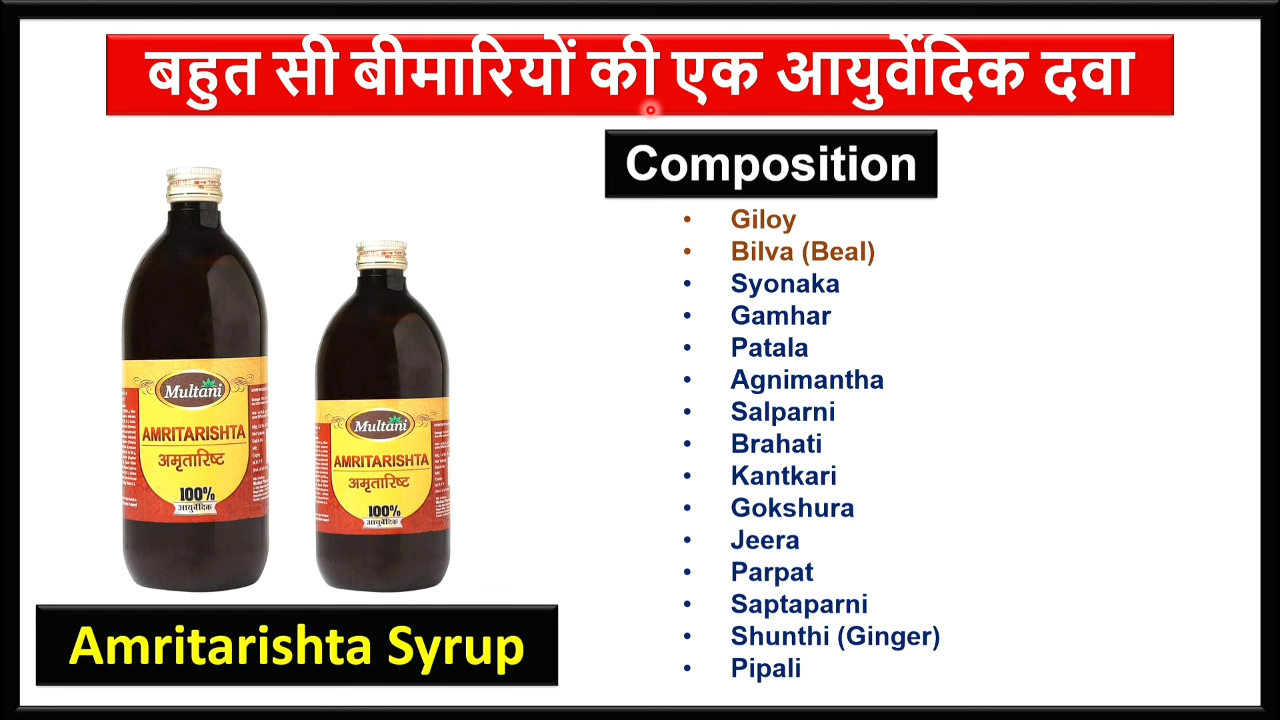 बहुत सी बीमारियों की एक आयुर्वेदिक दवा
Composition
• Giloy
• Bilva (Beal)
• Syonaka
• Gamhar
• Patala
• Agnimantha
• Salparni
• Brahati
• Kantkari
• Gokshura
• Jeera
• Parpat
• Saptaparni
• Shunthi (Ginger)
• Pipali
Multani
AMRITARISHTA
अमृतारिष्ट
100%
आयुर्वेदिक
Multani
AMRITARISHTA
अमृतारिष्ट
100%
आयुर्वेदिक
Amritarishta Syrup